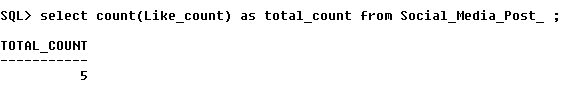 SQL> select count(Like_count) as total_count from Social_Media_Post_ ;
TOTAL_COUNT
-----------
5